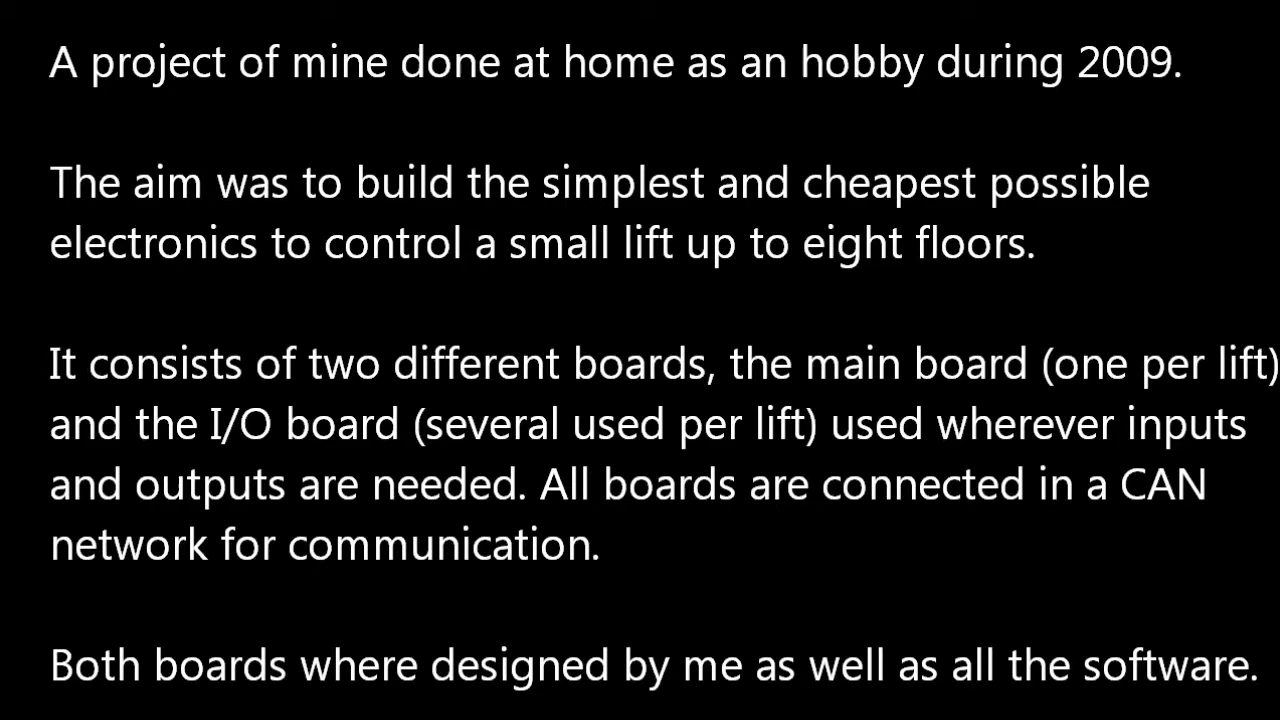 A project of mine done at home as an hobby during 2009.
The aim was to build the simplest and cheapest possible
electronics to control a small lift up to eight floors.
It consists of two different boards, the main board (one per lift)
and the I/O board (several used per lift) used wherever inputs
and outputs are needed. All boards are connected in a CAN
network for communication.
Both boards where designed by me as well as all the software.